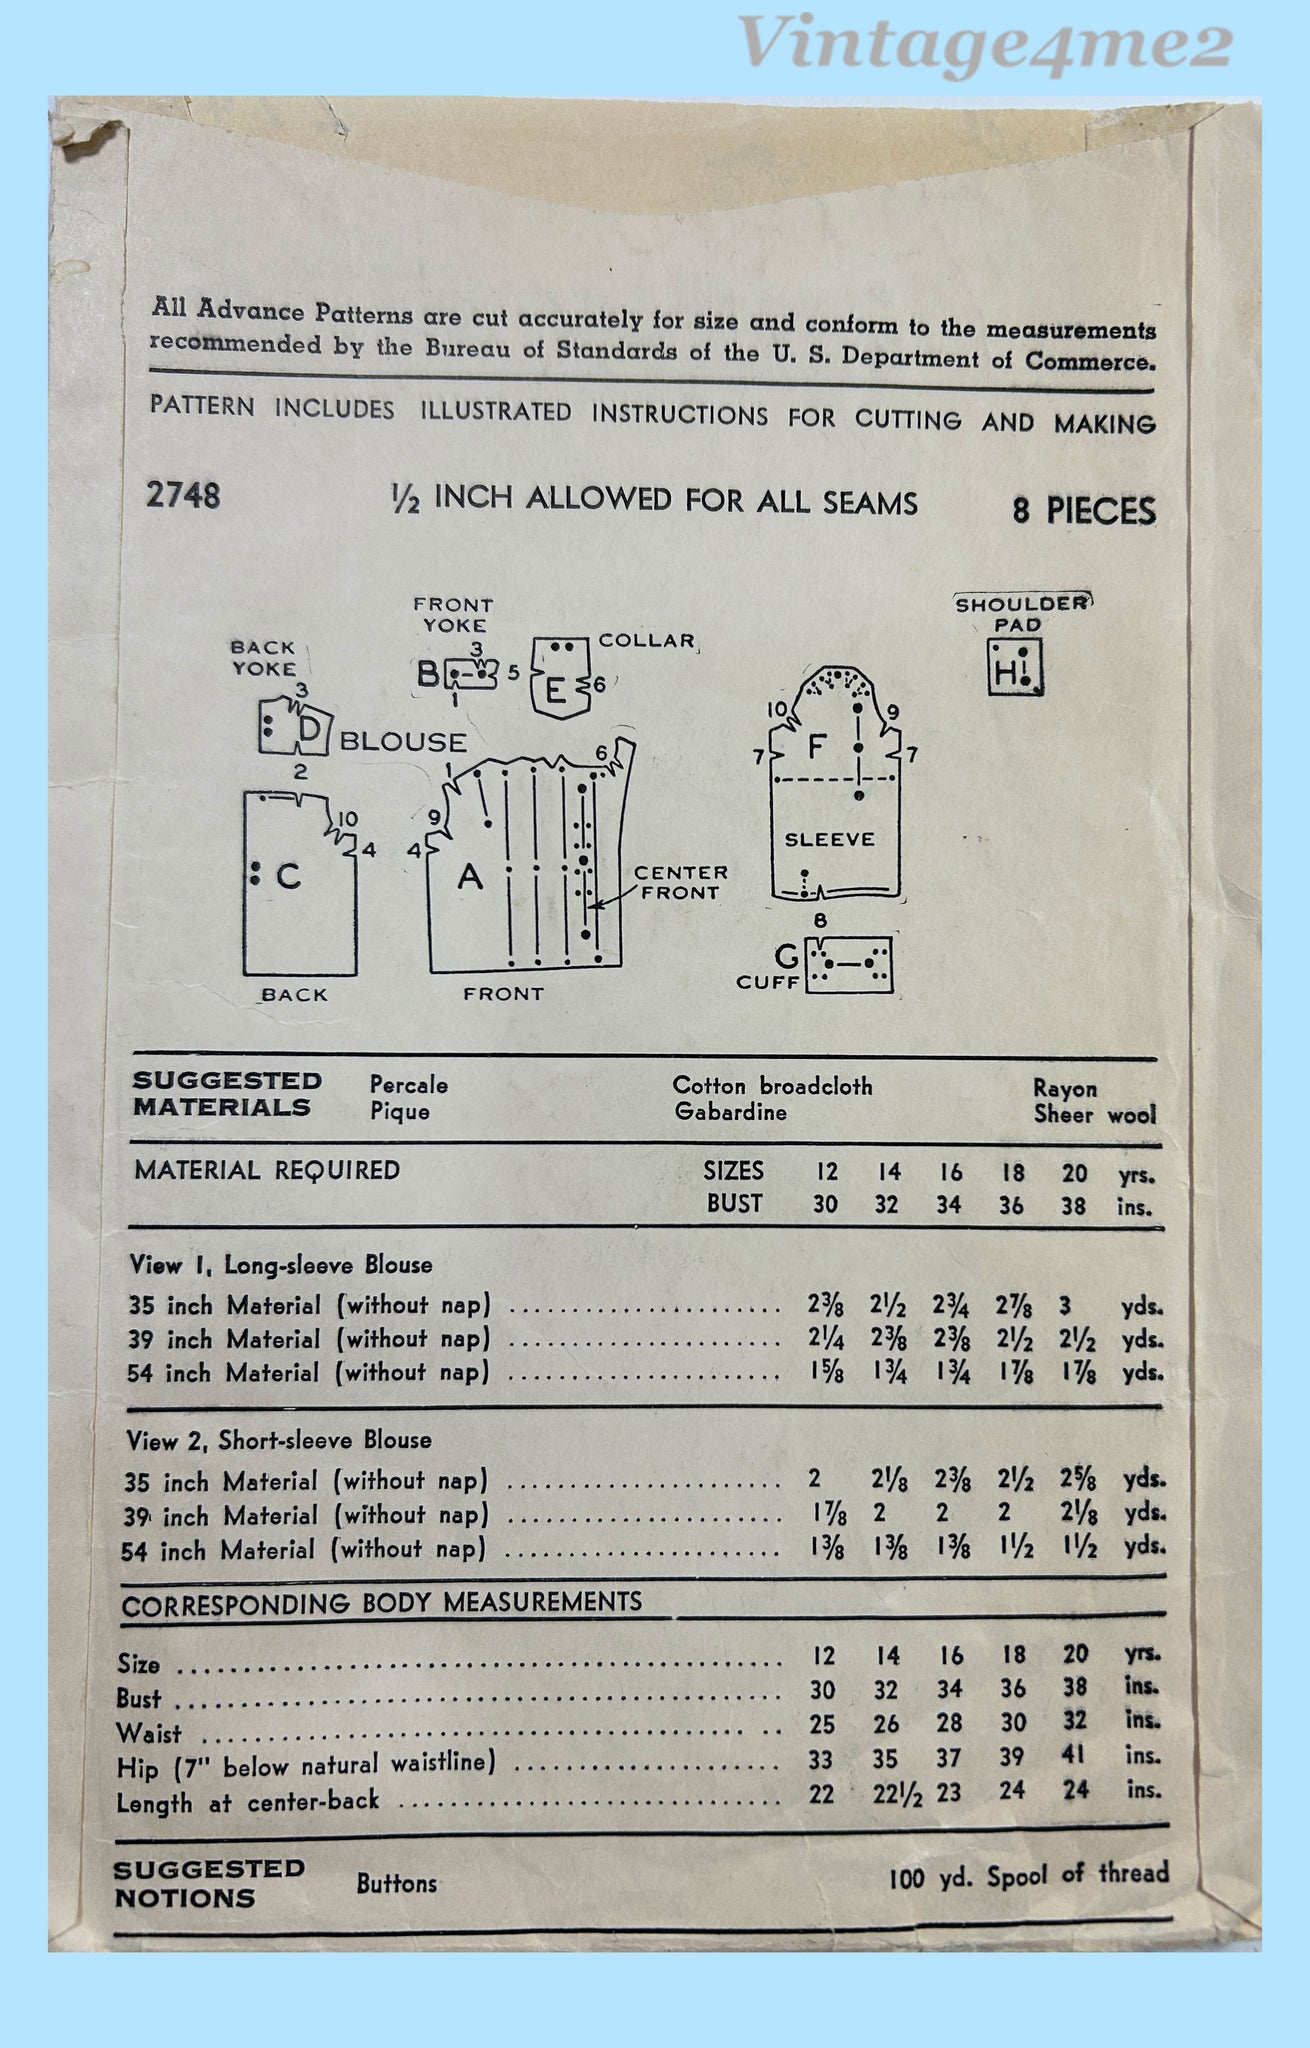 Vintage4me2
All Advance Patterns are cut accurately for size and conform to the measurements
recommended by the Bureau of Standards of the U. S. Department of Commerce.
PATTERN INCLUDES ILLUSTRATED INSTRUCTIONS FOR CUTTING AND MAKING
2748 ½ INCH ALLOWED FOR ALL SEAMS 8 PIECES
BACK
YOKE
3
D
2
FRONT
YOKE
3
B
1
5
E
6
COLLAR
SHOULDER
PAD
H
BLOUSE
10
4
C
BACK
1
9
4
6
A
CENTER
FRONT
FRONT
10
9
7
F
7
SLEEVE
8
G
CUFF
SUGGESTED Percale Cotton broadcloth Rayon
MATERIALS Pique Gabardine Sheer wool
MATERIAL REQUIRED SIZES 12 14 16 18 20 yrs.
BUST 30 32 34 36 38 ins.
View 1, Long-sleeve Blouse
35 inch Material (without nap) ........................ 2⅜ 2½ 2¾ 2⅞ 3 yds.
39 inch Material (without nap) ........................ 2¼ 2⅜ 2⅜ 2½ 2½ yds.
54 inch Material (without nap) ........................ 1⅝ 1¾ 1¾ 1⅞ 1⅞ yds.
View 2, Short-sleeve Blouse
35 inch Material (without nap) ........................ 2 2⅛ 2⅜ 2½ 2⅝ yds.
39 inch Material (without nap) ........................ 1⅞ 2 2 2 2⅛ yds.
54 inch Material (without nap) ........................ 1⅜ 1⅜ 1⅜ 1½ 1½ yds.
CORRESPONDING BODY MEASUREMENTS
Size ................................................ 12 14 16 18 20 yrs.
Bust ................................................ 30 32 34 36 38 ins.
Waist .............................................. 25 26 28 30 32 ins.
Hip (7" below natural waistline) ....................... 33 35 37 39 41 ins.
Length at center-back ................................ 22 22½ 23 24 24 ins.
SUGGESTED
NOTIONS Buttons 100 yd. Spool of thread